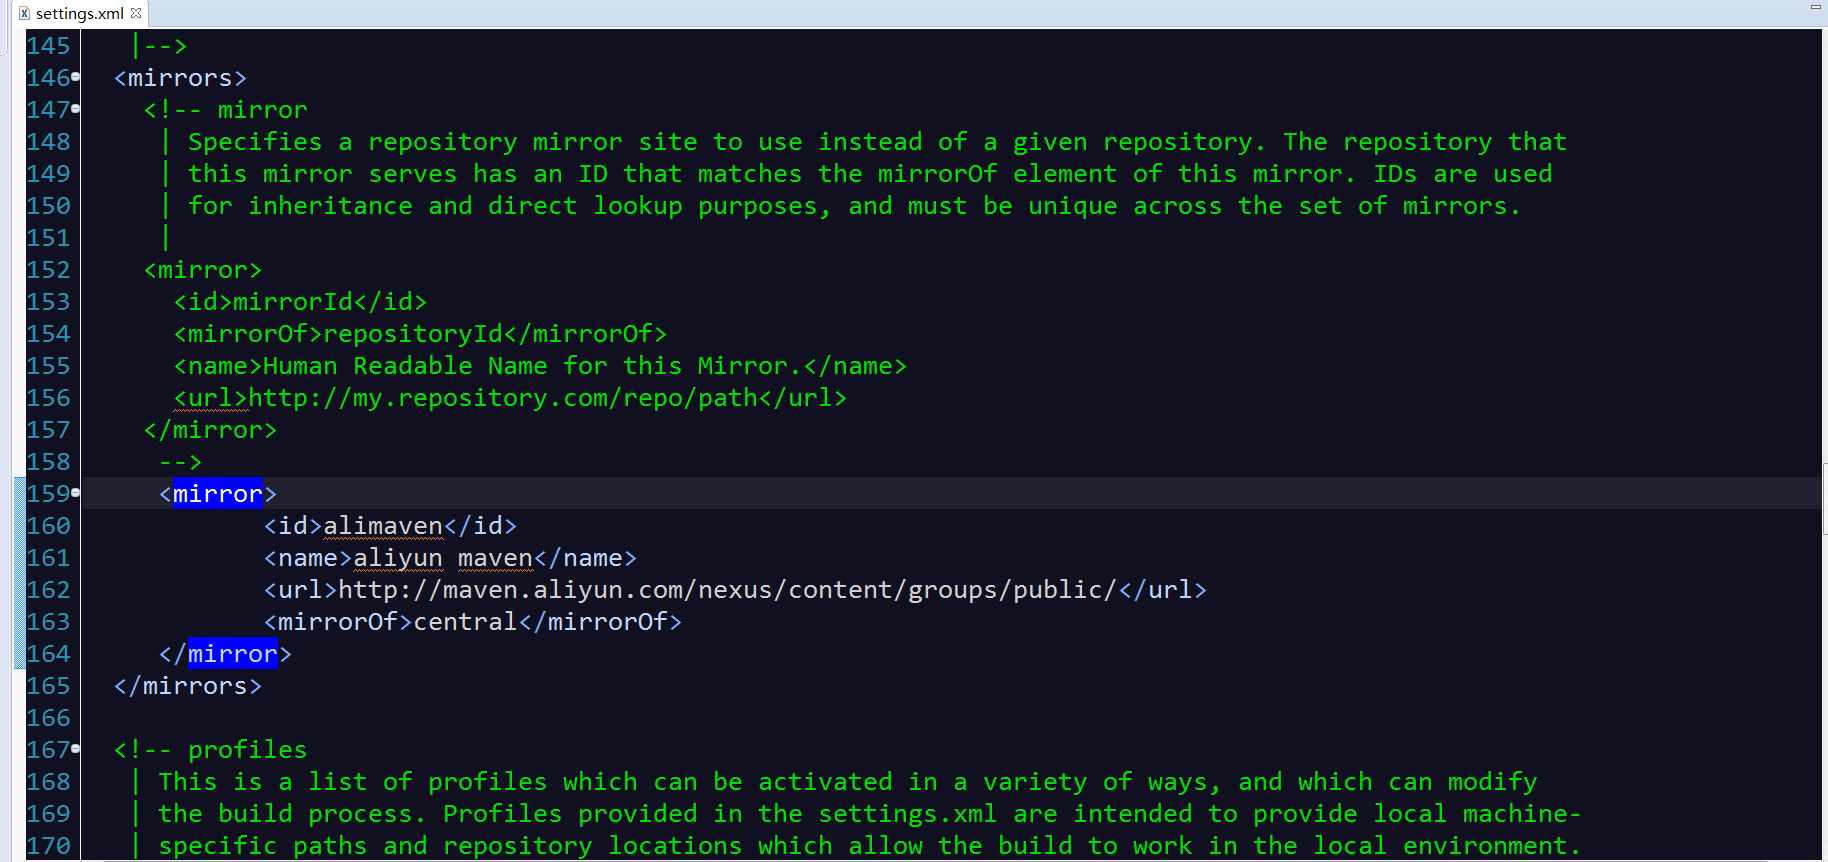 settings.xml
145 |-->
146 <mirrors>
147 <!-- mirror
148 | Specifies a repository mirror site to use instead of a given repository. The repository that
149 | this mirror serves has an ID that matches the mirrorOf element of this mirror. IDs are used
150 | for inheritance and direct lookup purposes, and must be unique across the set of mirrors.
151 |
152 <mirror>
153 <id>mirrorId</id>
154 <mirrorOf>repositoryId</mirrorOf>
155 <name>Human Readable Name for this Mirror.</name>
156 <url>http://my.repository.com/repo/path</url>
157 </mirror>
158 -->
159 <mirror>
160 <id>alimaven</id>
161 <name>aliyun maven</name>
162 <url>http://maven.aliyun.com/nexus/content/groups/public/</url>
163 <mirrorOf>central</mirrorOf>
164 </mirror>
165 </mirrors>
166
167 <!-- profiles
168 | This is a list of profiles which can be activated in a variety of ways, and which can modify
169 | the build process. Profiles provided in the settings.xml are intended to provide local machine-
170 | specific paths and repository locations which allow the build to work in the local environment.